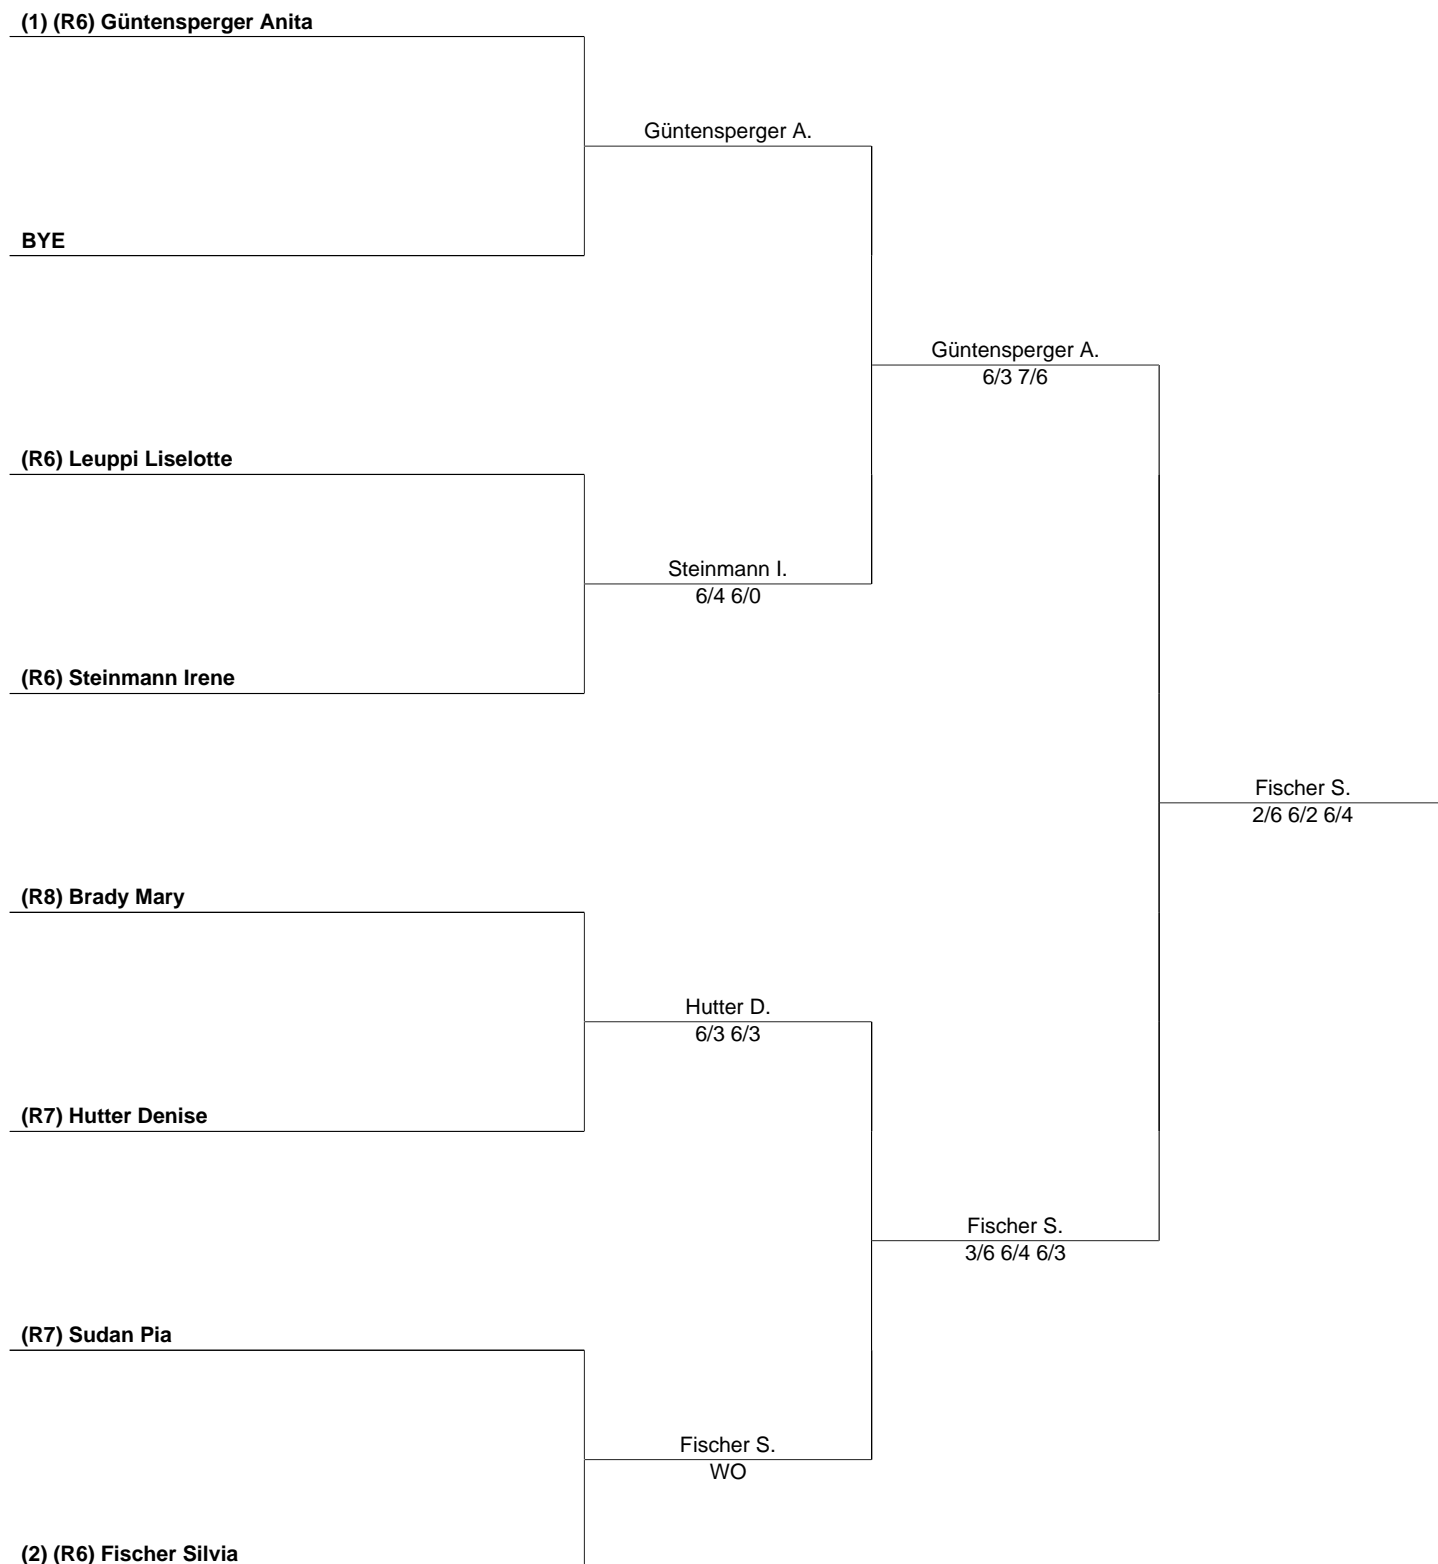 (1) (R6) Güntensperger Anita
Güntensperger A.
BYE
Güntensperger A.
6/3 7/6
(R6) Leuppi Liselotte
Steinmann I.
6/4 6/0
(R6) Steinmann Irene
Fischer S.
2/6 6/2 6/4
(R8) Brady Mary
Hutter D.
6/3 6/3
(R7) Hutter Denise
Fischer S.
3/6 6/4 6/3
(R7) Sudan Pia
Fischer S.
WO
(2) (R6) Fischer Silvia